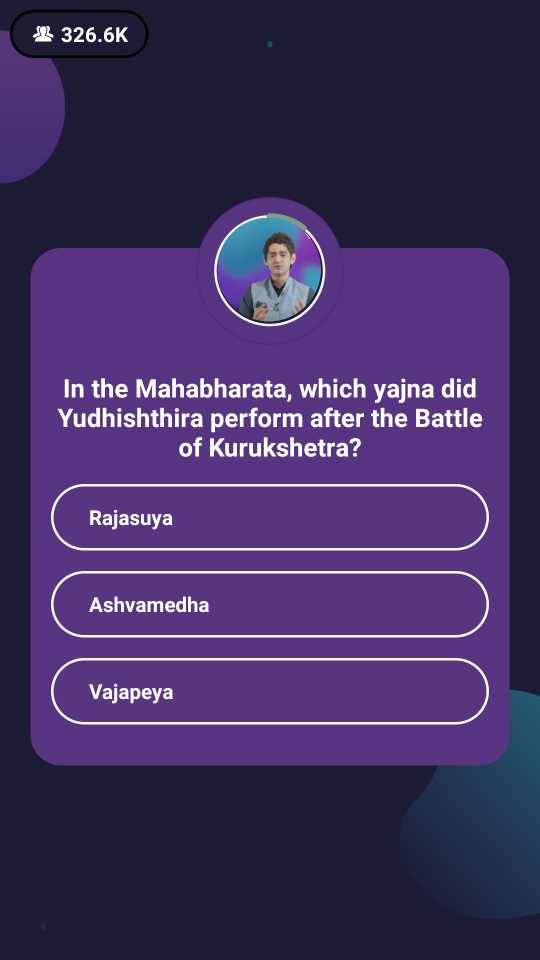 326.6K
In the Mahabharata, which yajna did
Yudhishthira perform after the Battle
of Kurukshetra?
Rajasuya
Ashvamedha
Vajapeya